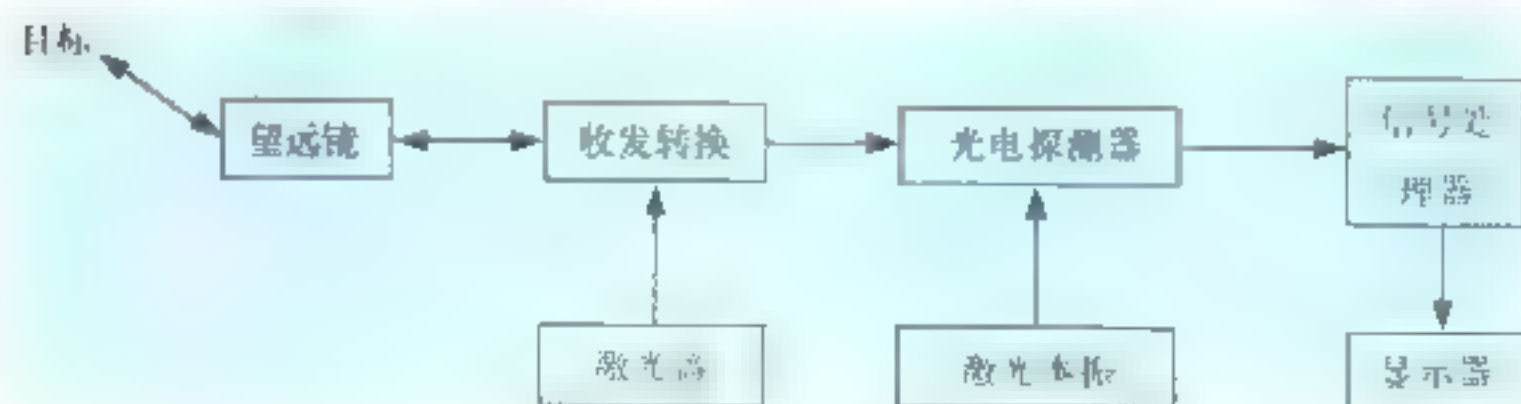 目标
望远镜
收发转换
光电探测器
信号处
理器
激光器
激光本振
显示器